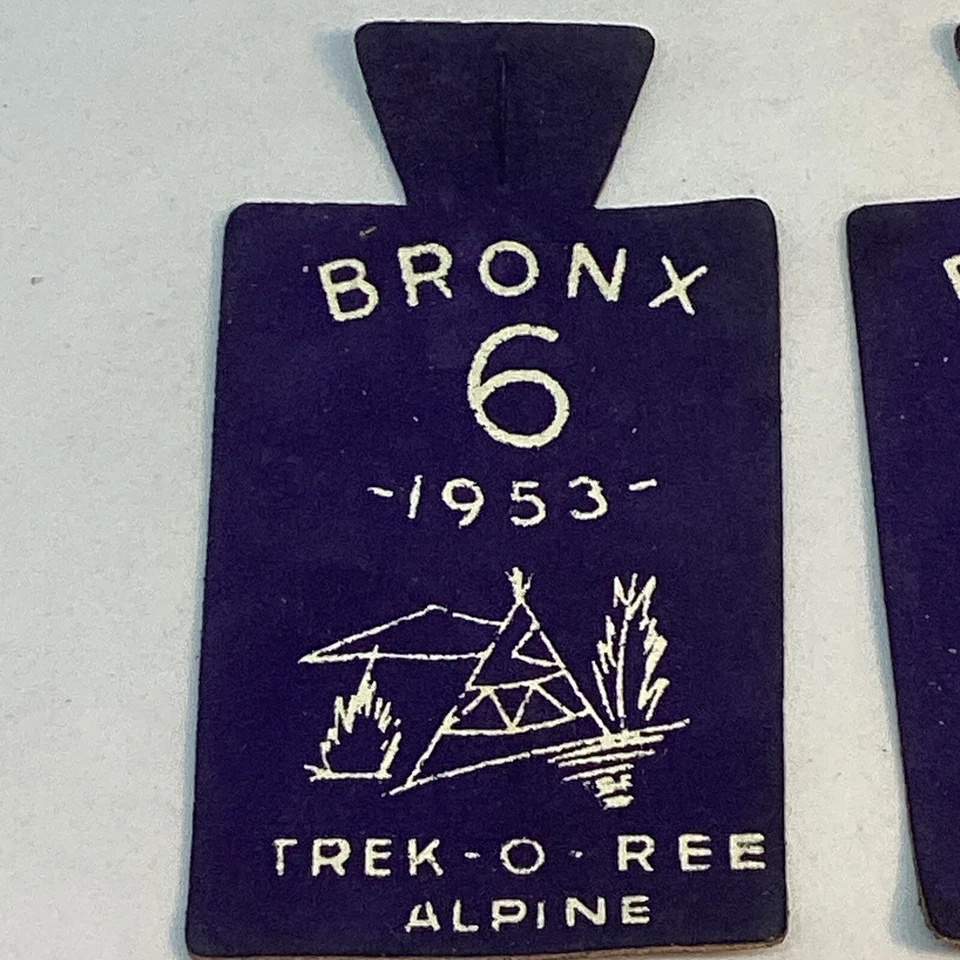 BRONX
6
-1953-
TREK-O-REE
ALPINE